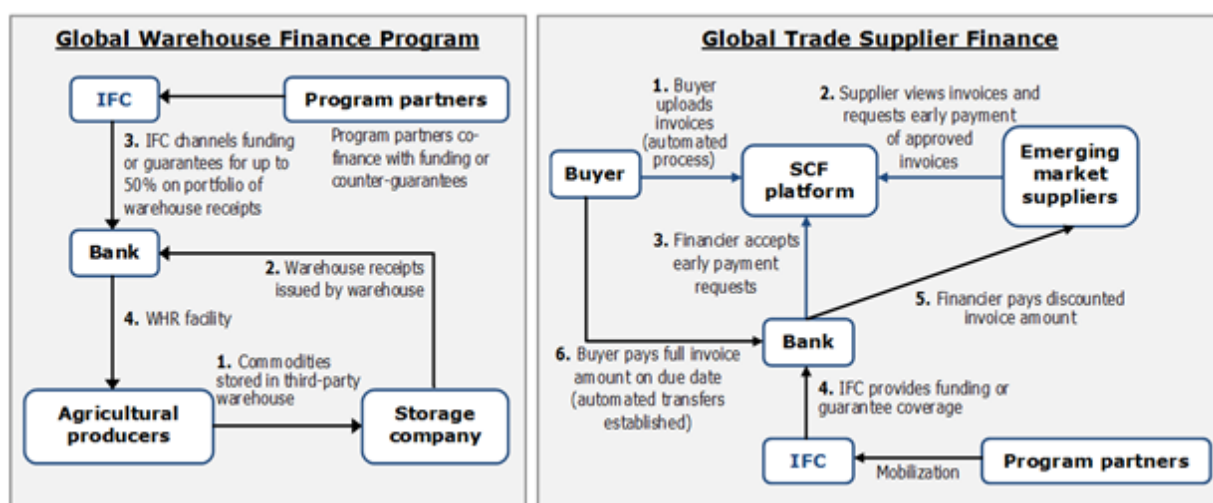 Global Warehouse Finance Program
IFC
Program partners
3. IFC channels funding
or guarantees for up to
50% on portfolio of
warehouse receipts
Program partners co-
finance with funding or
counter-guarantees
Bank
2. Warehouse receipts
issued by warehouse
4. WHR facility
1. Commodities
stored in third-party
warehouse
Agricultural
producers
Storage
company
Global Trade Supplier Finance
1. Buyer
uploads
invoices
(automated
process)
2. Supplier views invoices and
requests early payment
of approved
invoices
Buyer
SCF
platform
Emerging
market
suppliers
3. Financier accepts
early payment
requests
5. Financier pays discounted
invoice amount
Bank
6. Buyer pays full invoice
amount on due date
(automated transfers
established)
4. IFC provides funding or
guarantee coverage
IFC
Mobilization
Program partners